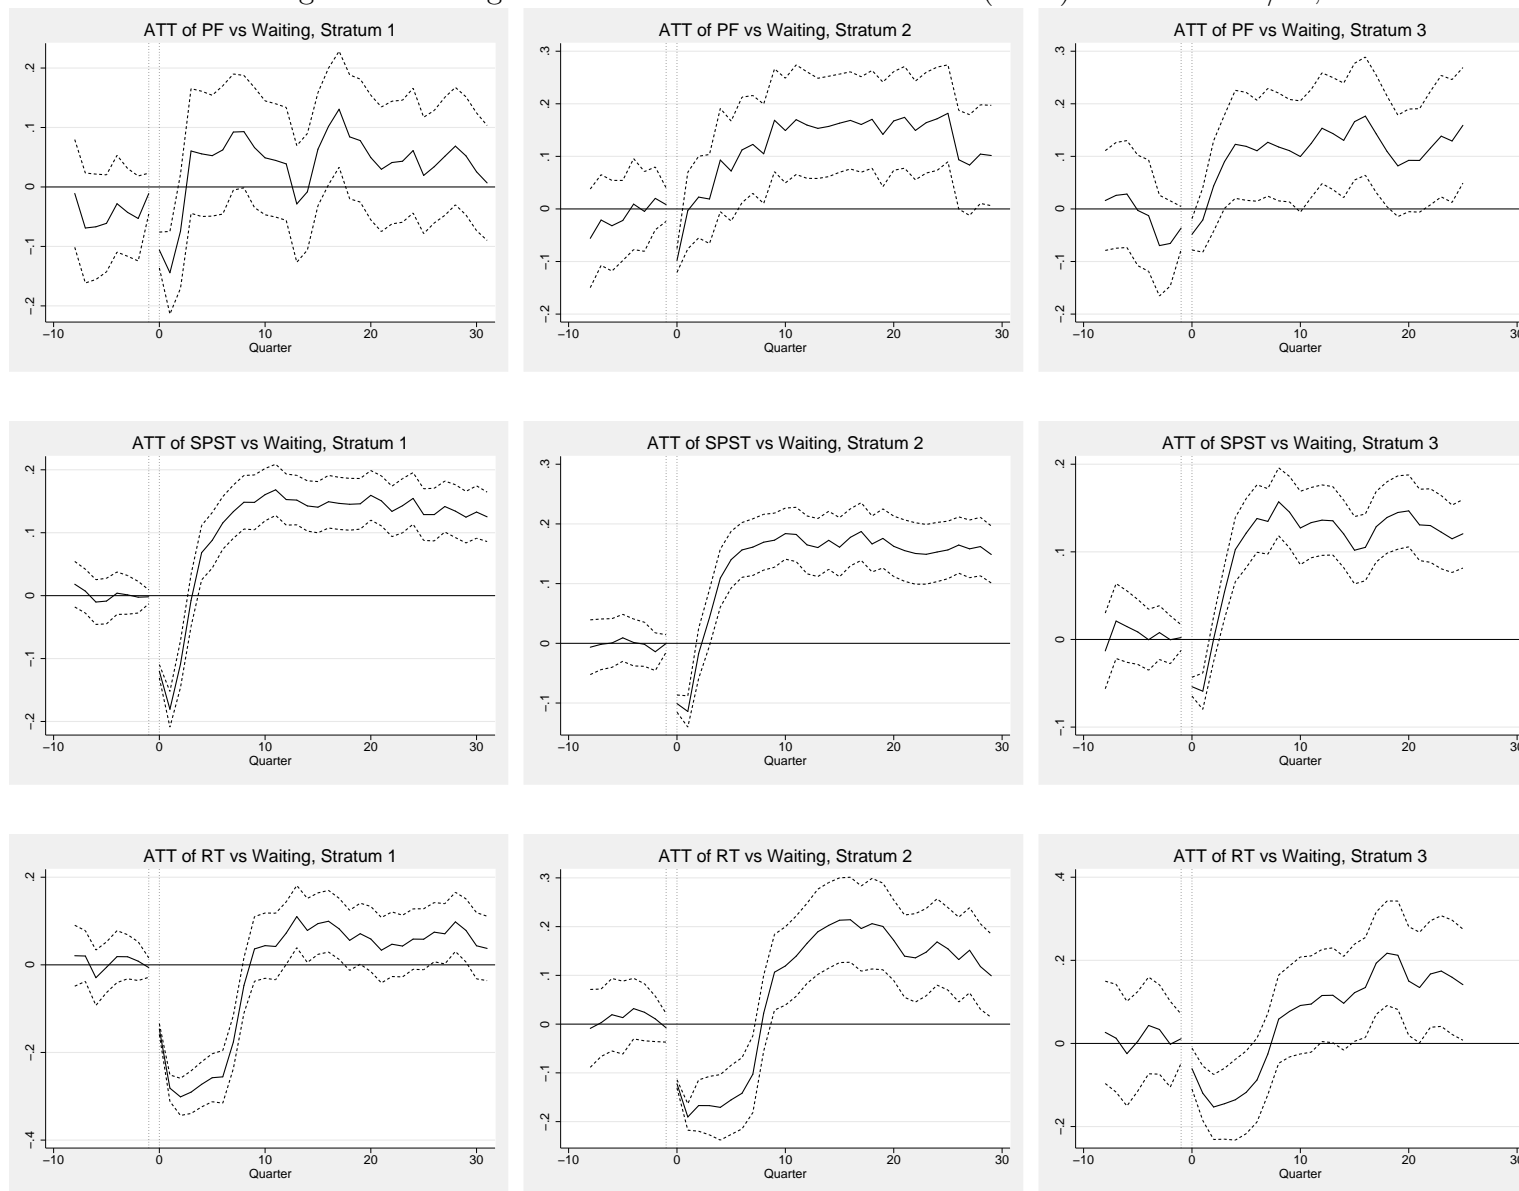 ATT of PF vs Waiting, Stratum 1
.2
.1
0
−.1
−.2
−10 0 10 20 30
Quarter
ATT of PF vs Waiting, Stratum 2
.3
.2
.1
0
−.1
−.2
−10 0 10 20 30
Quarter
ATT of PF vs Waiting, Stratum 3
.3
.2
.1
0
−.1
−.2
−10 0 10 20
Quarter
ATT of SPST vs Waiting, Stratum 1
.2
.1
0
−.1
−.2
−10 0 10 20 30
Quarter
ATT of SPST vs Waiting, Stratum 2
.3
.2
.1
0
−.1
−10 0 10 20 30
Quarter
ATT of SPST vs Waiting, Stratum 3
.2
.1
0
−.1
−10 0 10 20
Quarter
ATT of RT vs Waiting, Stratum 1
.2
0
−.2
−.4
−10 0 10 20 30
Quarter
ATT of RT vs Waiting, Stratum 2
.3
.2
.1
0
−.1
−.2
−10 0 10 20 30
Quarter
ATT of RT vs Waiting, Stratum 3
.4
.2
0
−.2
−10 0 10 20
Quarter